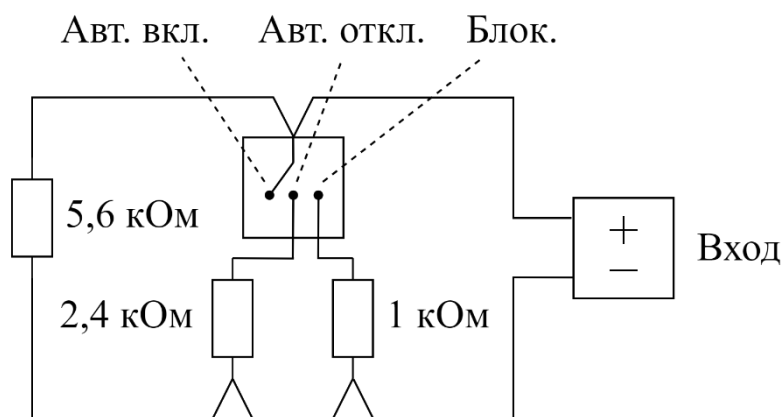 Авт. вкл. Авт. откл. Блок.
5,6 кОм
+
− Вход
2,4 кОм 1 кОм